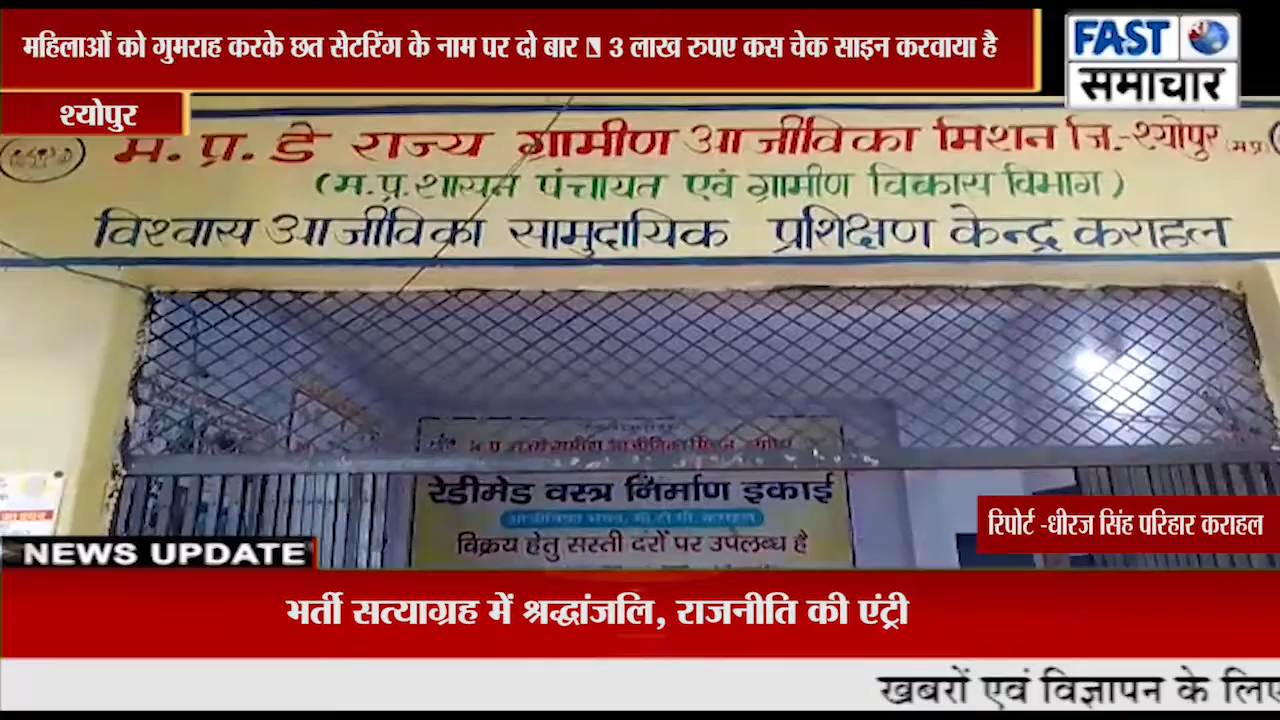 महिलाओं को गुमराह करके छत सेटरिंग के नाम पर दो बार 3 लाख रुपए कस चेक साइन करवाया है
FAST
समाचार
श्योपुर
म. प्र. डे राज्य ग्रामीण आजीविका मिशन जि.-श्योपुर (म.प्र.)
(म.प्र. शासन पंचायत एवं ग्रामीण विकास विभाग)
विश्वास आजीविका सामुदायिक प्रशिक्षण केन्द्र कराहल
रेडीमेड वस्त्र निर्माण इकाई
विक्रय हेतु सस्ती दरों पर उपलब्ध है
रिपोर्ट -धीरज सिंह परिहार कराहल
NEWS UPDATE
भर्ती सत्याग्रह में श्रद्धांजलि, राजनीति की एंट्री
खबरों एवं विज्ञापन के लिए